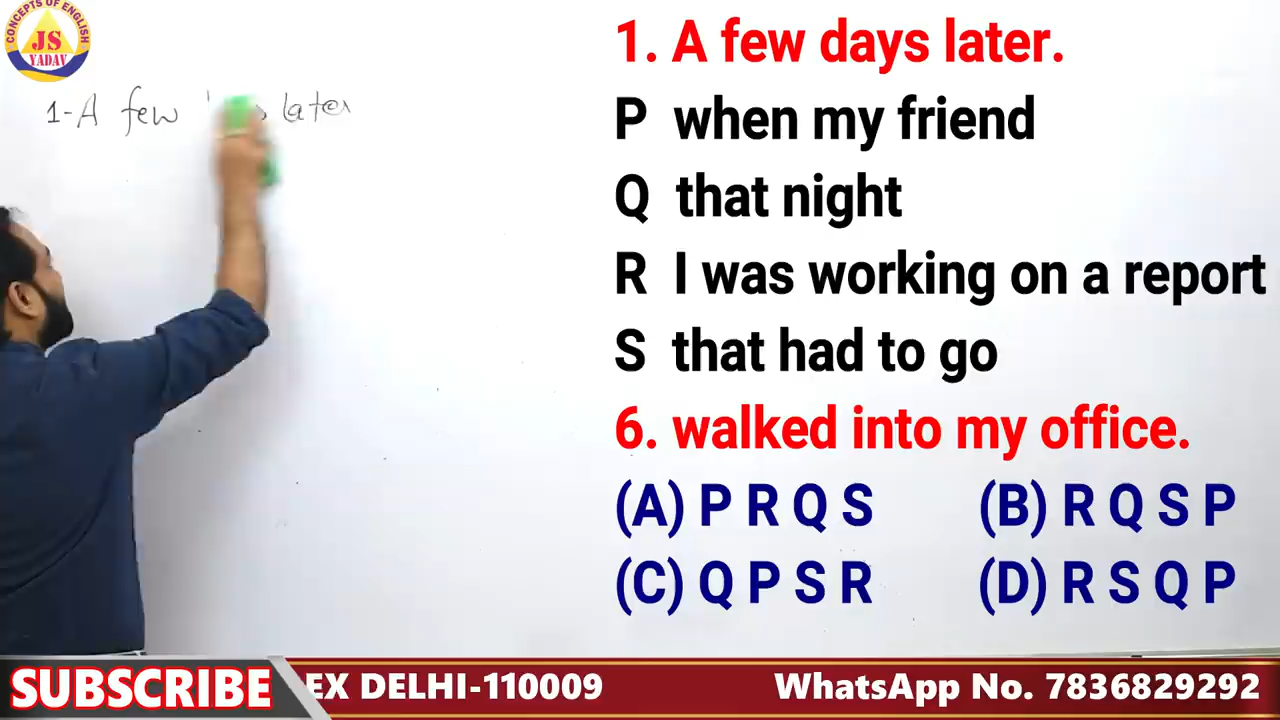 CONCEPTS OF ENGLISH
JS
YADAV
1-A few later
1. A few days later.
P when my friend
Q that night
R I was working on a report
S that had to go
6. walked into my office.
(A) P R Q S (B) R Q S P
(C) Q P S R (D) R S Q P
SUBSCRIBE EX DELHI-110009 WhatsApp No. 7836829292